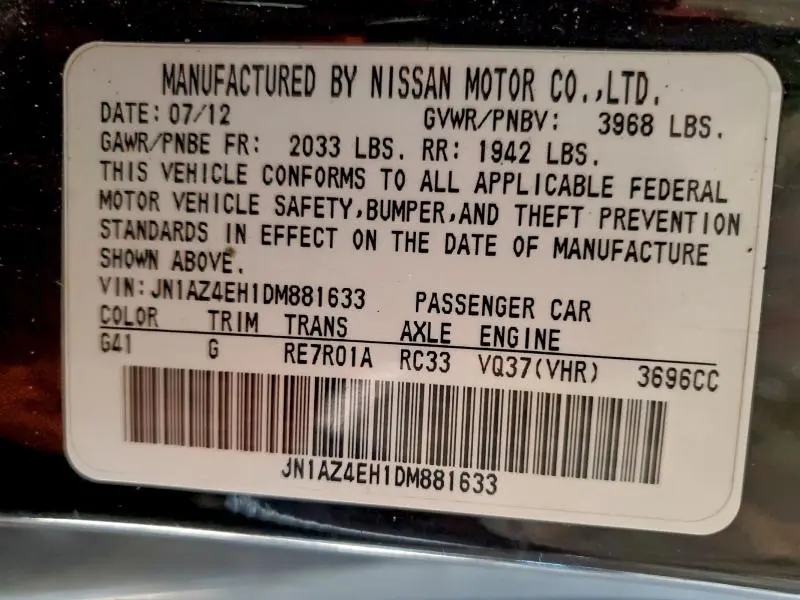 MANUFACTURED BY NISSAN MOTOR CO.,LTD.
DATE: 07/12 GVWR/PNBV: 3968 LBS.
GAWR/PNBE FR: 2033 LBS. RR: 1942 LBS.
THIS VEHICLE CONFORMS TO ALL APPLICABLE FEDERAL
MOTOR VEHICLE SAFETY,BUMPER,AND THEFT PREVENTION
STANDARDS IN EFFECT ON THE DATE OF MANUFACTURE
SHOWN ABOVE.
VIN:JN1AZ4EH1DM881633 PASSENGER CAR
COLOR TRIM TRANS AXLE ENGINE
G41 G RE7R01A RC33 VQ37(VHR) 3696CC
JN1AZ4EH1DM881633